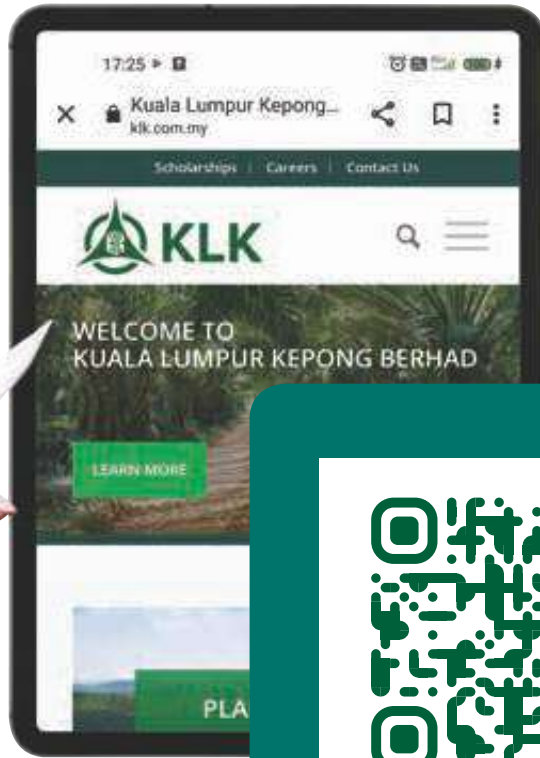 17:25
Kuala Lumpur Kepong...
klk.com.my
Scholarships | Careers | Contact Us
KLK
WELCOME TO
KUALA LUMPUR KEPONG BERHAD
LEARN MORE
PLA